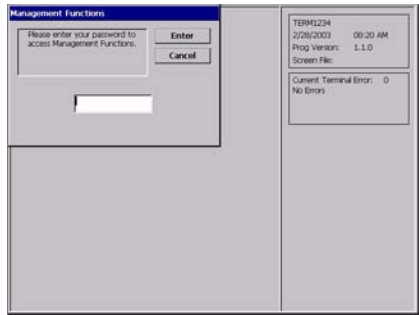 Management Functions
Please enter your password to
access Management Functions.
Enter
Cancel
TERM1234
2/28/2003 08:20 AM
Prog Version: 1.1.0
Screen File:
Current Terminal Error: 0
No Errors